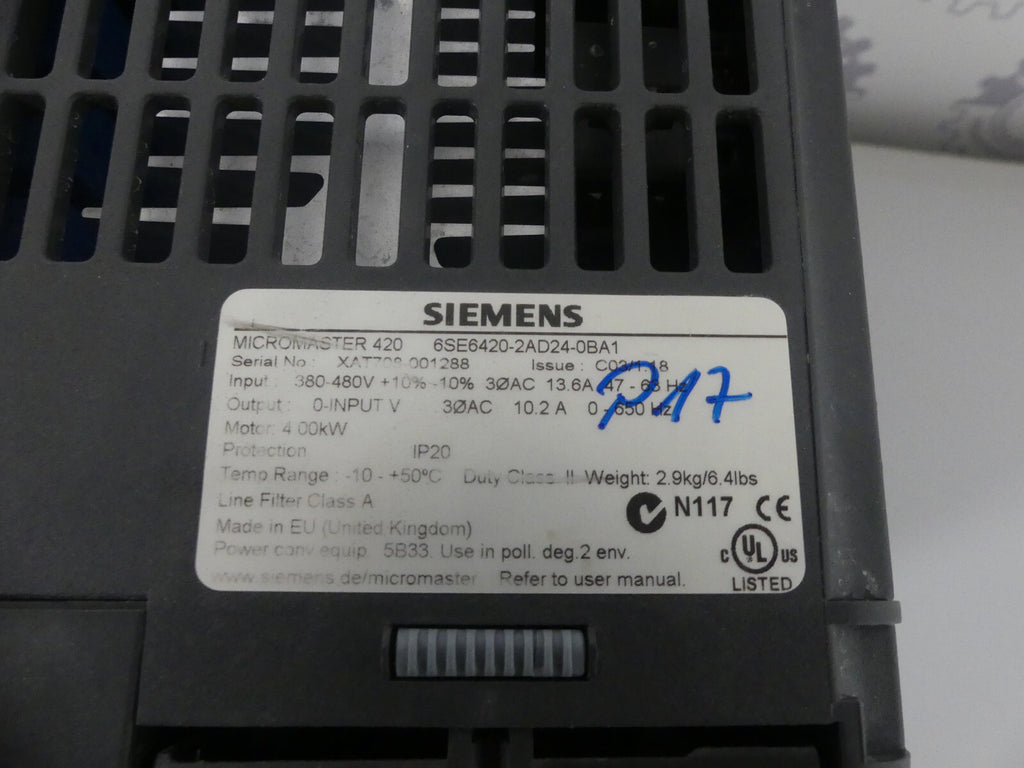 SIEMENS
MICROMASTER 420 6SE6420-2AD24-0BA1
Serial No : XAT708-001288 Issue : C03/1.18
Input : 380-480V +10% -10% 3ØAC 13.6A 47 - 63 Hz
Output : 0-INPUT V 3ØAC 10.2 A 0 - 650 Hz
P17
Motor: 4.00kW
Protection IP20
Temp Range : -10 - +50ºC Duty Class II Weight: 2.9kg/6.4lbs
Line Filter Class A
N117 CE
Made in EU (United Kingdom)
Power conv equip. 5B33. Use in poll. deg.2 env.
C UL US
www.siemens.de/micromaster Refer to user manual.
LISTED